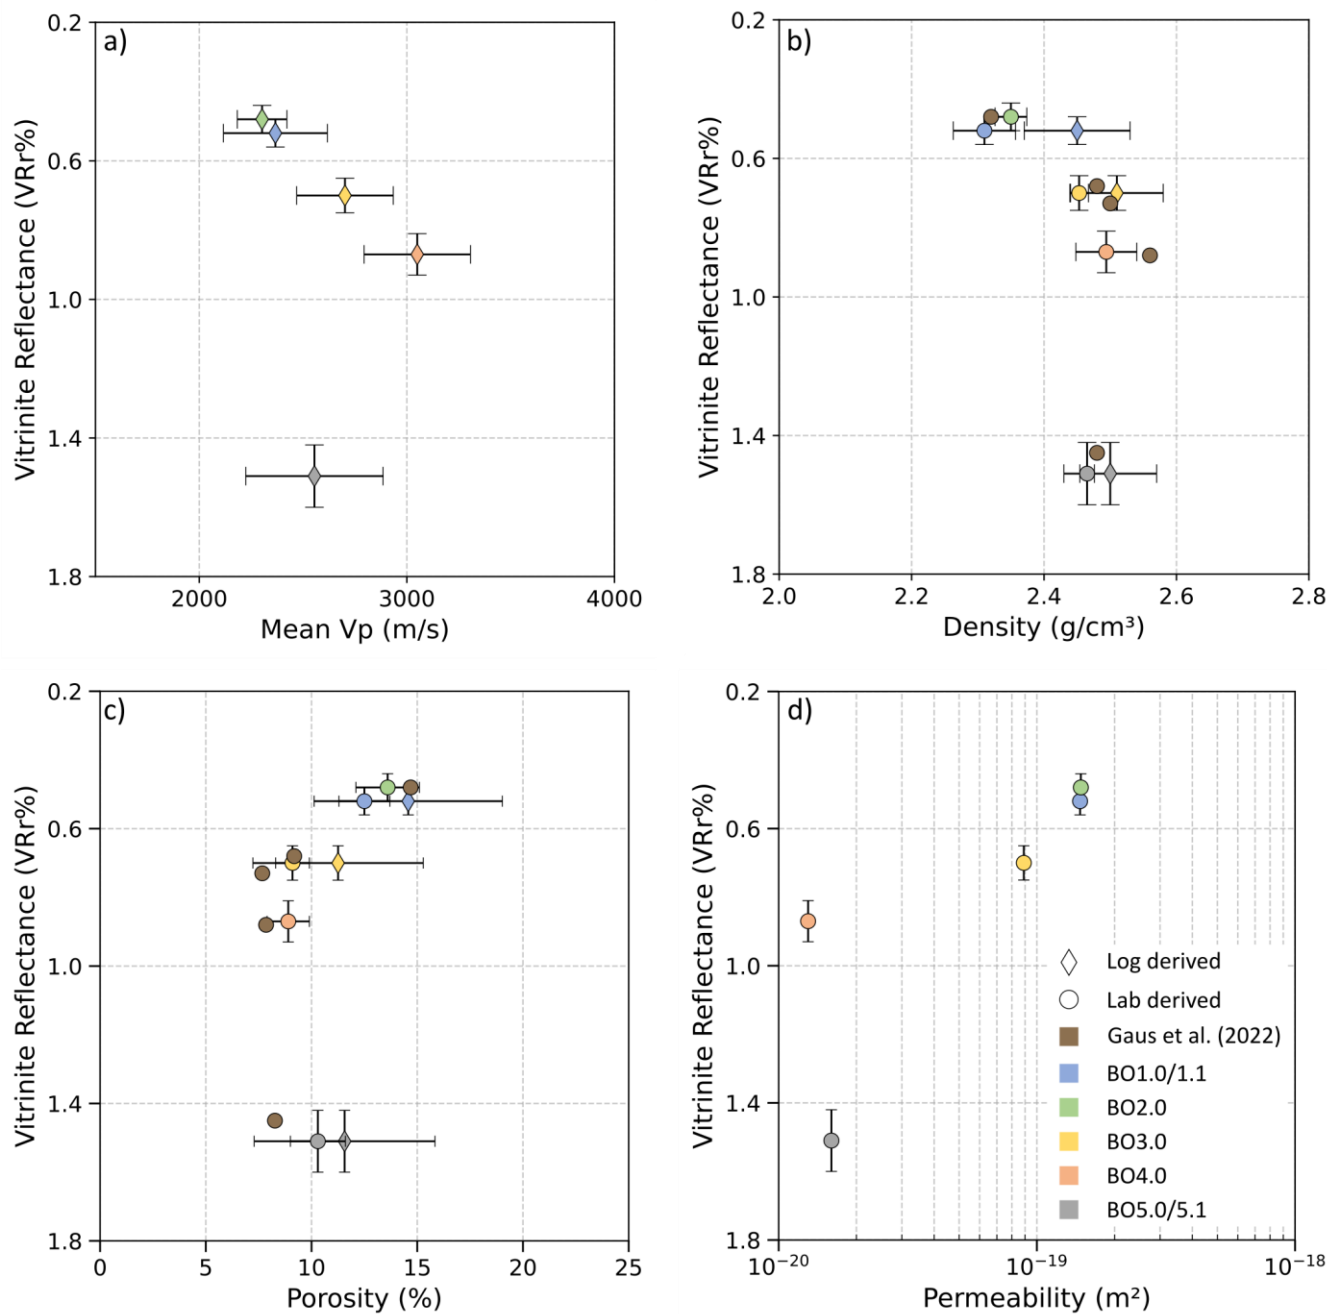 a)
0.2
0.6
1.0
1.4
1.8
Vitrinite Reflectance (VRr%)
2000
3000
4000
Mean Vp (m/s)
b)
0.2
0.6
1.0
1.4
1.8
Vitrinite Reflectance (VRr%)
2.0
2.2
2.4
2.6
2.8
Density (g/cm³)
c)
0.2
0.6
1.0
1.4
1.8
Vitrinite Reflectance (VRr%)
0
5
10
15
20
25
Porosity (%)
d)
0.2
0.6
1.0
1.4
1.8
Vitrinite Reflectance (VRr%)
Log derived
Lab derived
Gaus et al. (2022)
BO1.0/1.1
BO2.0
BO3.0
BO4.0
BO5.0/5.1
10⁻²⁰
10⁻¹⁹
10⁻¹⁸
Permeability (m²)